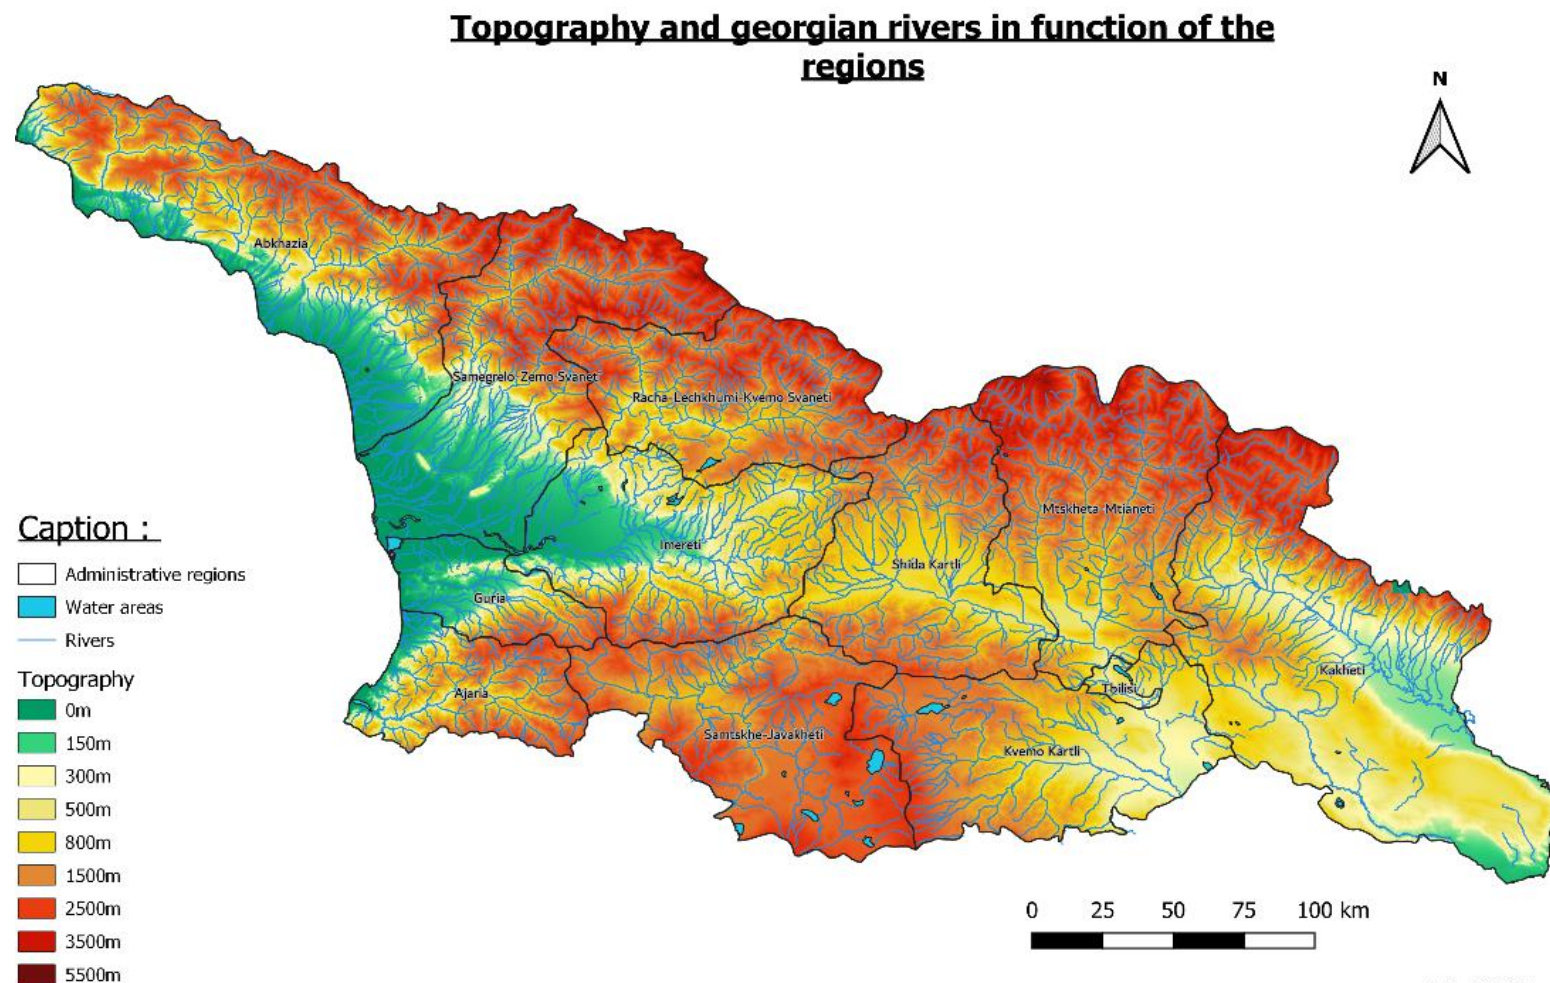 Topography and georgian rivers in function of the
regions
N
Abkhazia
Samegrelo-Zemo Svaneti
Racha-Lechkhumi-Kvemo Svaneti
Mtskheta-Mtianeti
Imereti
Shida Kartli
Guria
Kakheti
Tbilisi
Ajaria
Samtskhe-Javakheti
Kvemo Kartli
Caption :
Administrative regions
Water areas
Rivers
Topography
0m
150m
300m
500m
800m
1500m
2500m
3500m
5500m
0 25 50 75 100 km